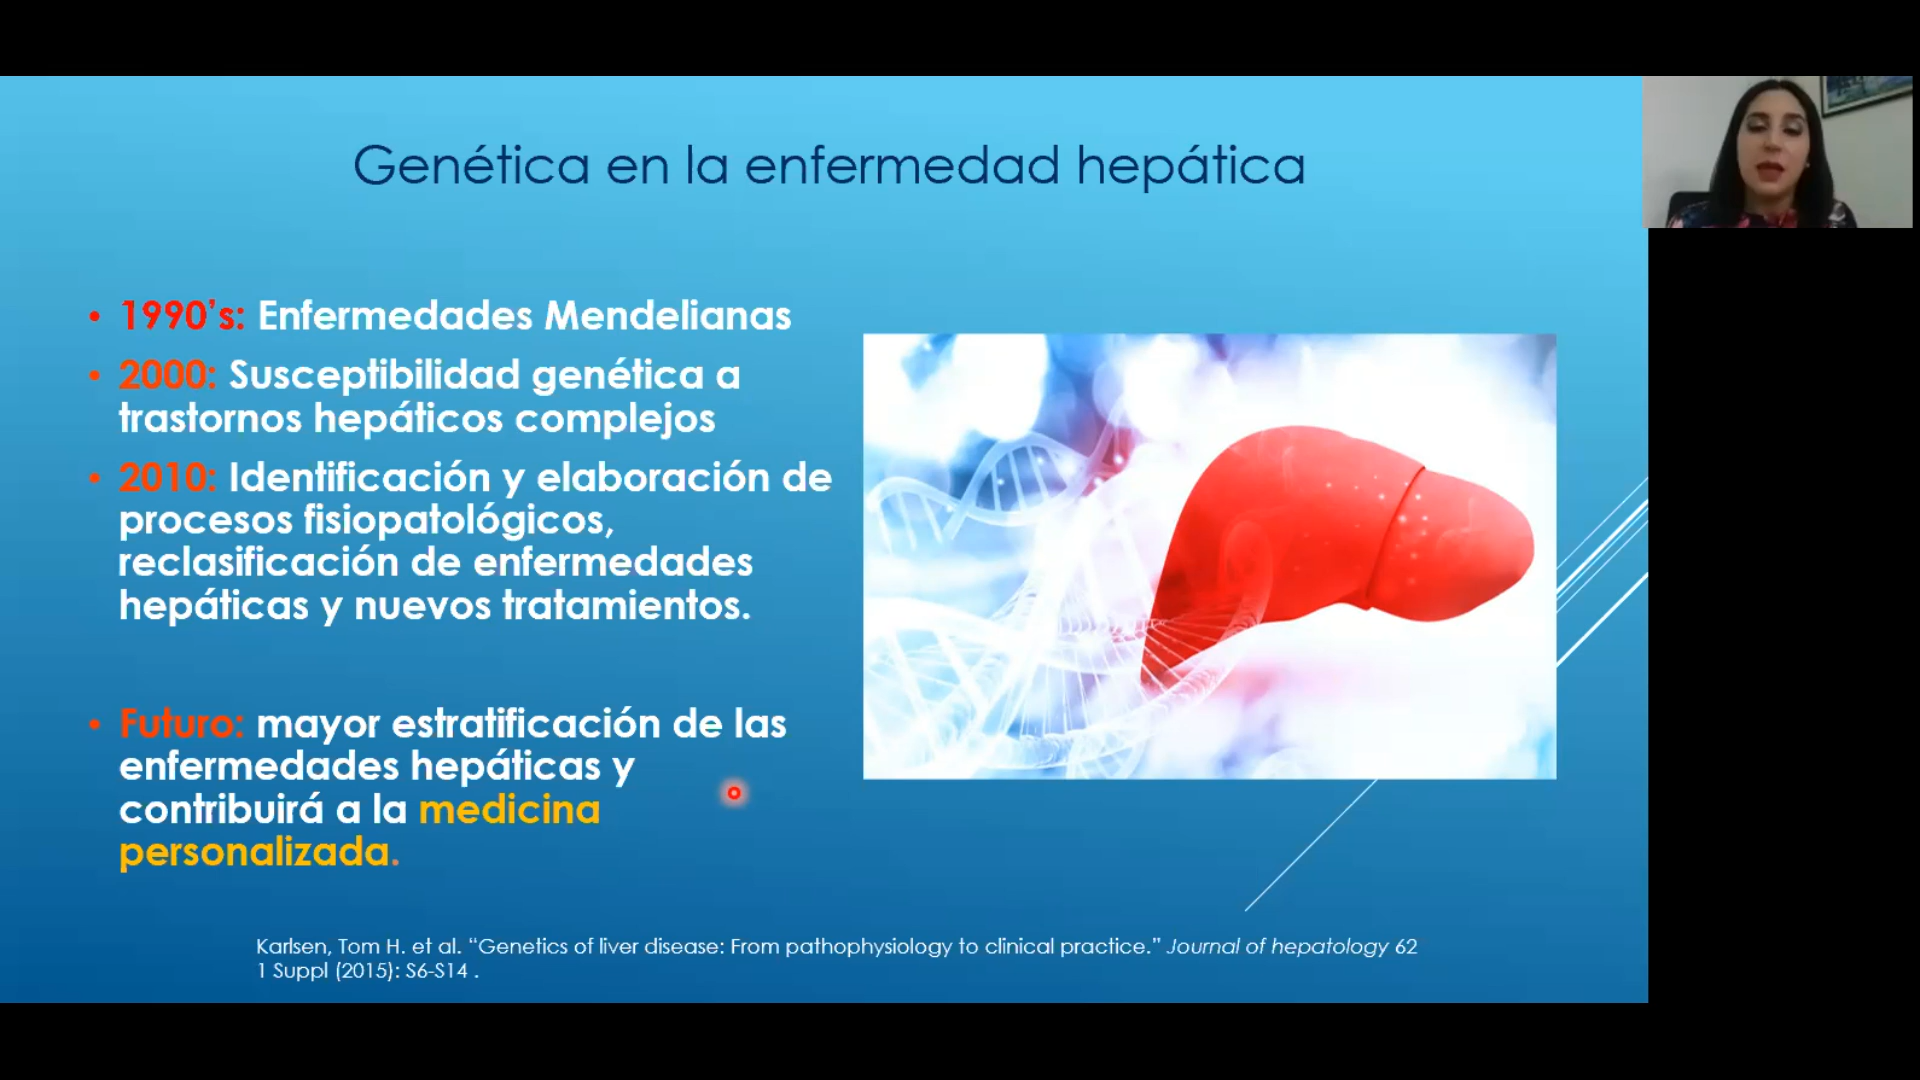 Genética en la enfermedad hepática
• 1990's: Enfermedades Mendelianas
• 2000: Susceptibilidad genética a
trastornos hepáticos complejos
• 2010: Identificación y elaboración de
procesos fisiopatológicos,
reclasificación de enfermedades
hepáticas y nuevos tratamientos.
• Futuro: mayor estratificación de las
enfermedades hepáticas y
contribuirá a la medicina
personalizada.
Karlsen, Tom H. et al. “Genetics of liver disease: From pathophysiology to clinical practice.” Journal of hepatology 62
1 Suppl (2015): S6-S14 .